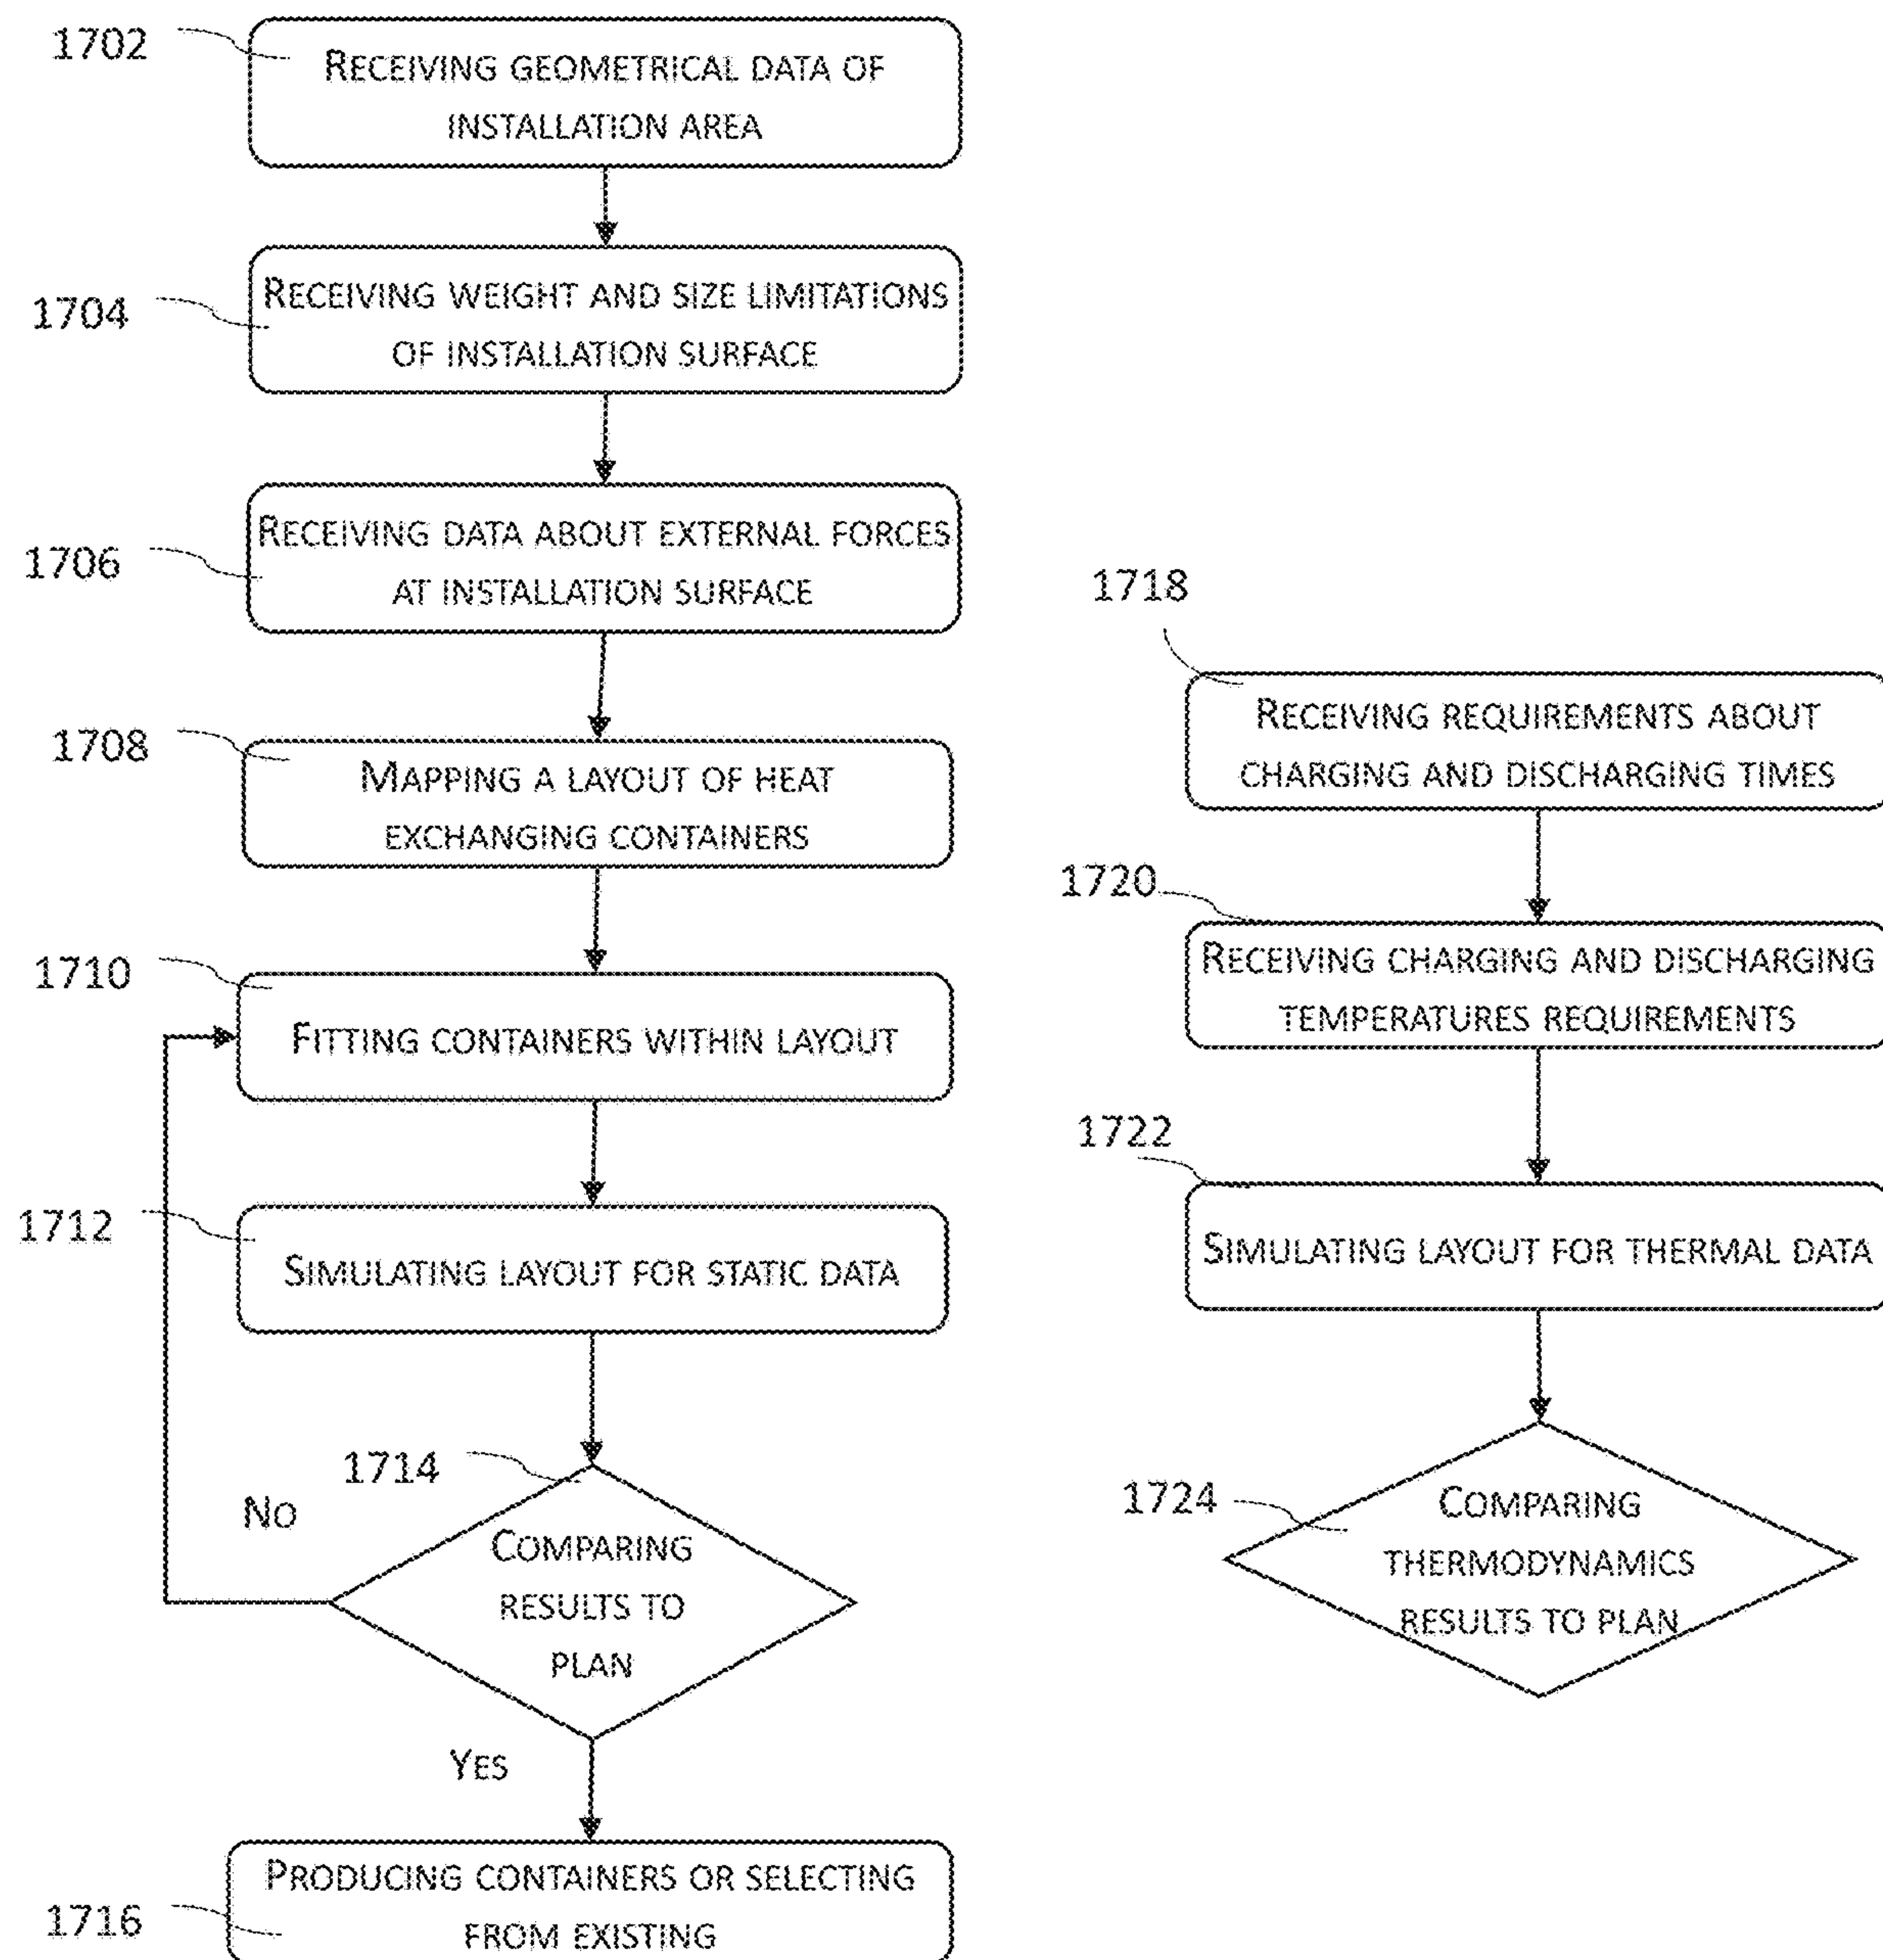 1702
RECEIVING GEOMETRICAL DATA OF
INSTALLATION AREA
1704
RECEIVING WEIGHT AND SIZE LIMITATIONS
OF INSTALLATION SURFACE
1706
RECEIVING DATA ABOUT EXTERNAL FORCES
AT INSTALLATION SURFACE
1708
MAPPING A LAYOUT OF HEAT
EXCHANGING CONTAINERS
1710
FITTING CONTAINERS WITHIN LAYOUT
1712
SIMULATING LAYOUT FOR STATIC DATA
1714
NO
COMPARING
RESULTS TO
PLAN
YES
1716
PRODUCING CONTAINERS OR SELECTING
FROM EXISTING
1718
RECEIVING REQUIREMENTS ABOUT
CHARGING AND DISCHARGING TIMES
1720
RECEIVING CHARGING AND DISCHARGING
TEMPERATURES REQUIREMENTS
1722
SIMULATING LAYOUT FOR THERMAL DATA
1724
COMPARING
THERMODYNAMICS
RESULTS TO PLAN